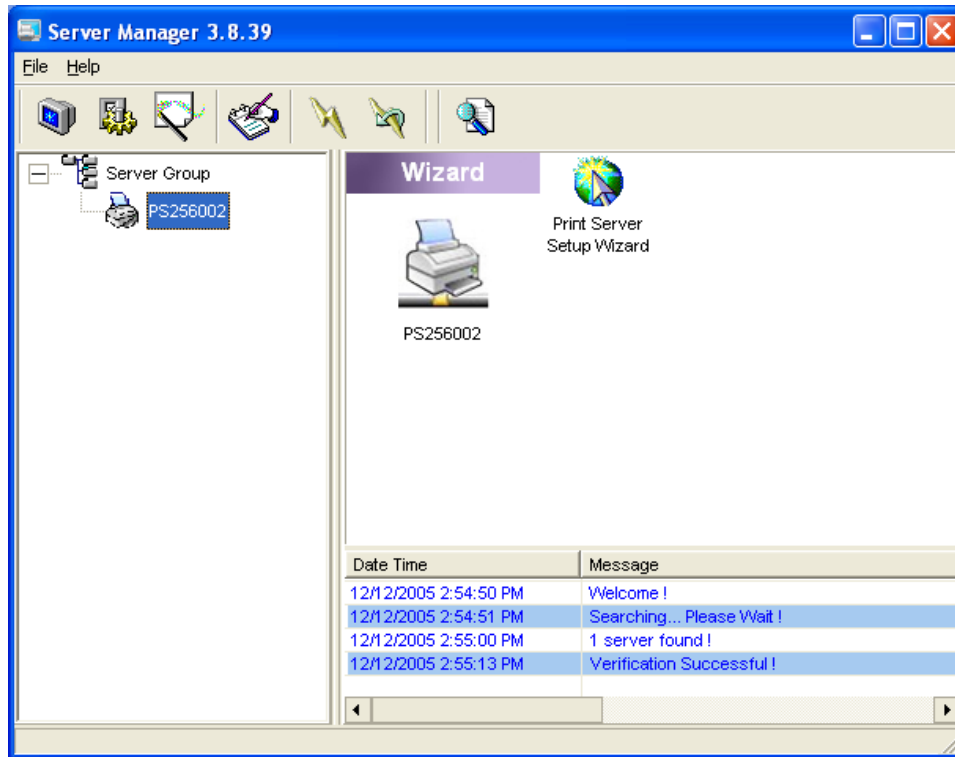 Server Manager 3.8.39
File Help
Server Group
PS256002
Wizard
Print Server
Setup Wizard
PS256002
Date Time Message
12/12/2005 2:54:50 PM Welcome !
12/12/2005 2:54:51 PM Searching... Please Wait !
12/12/2005 2:55:00 PM 1 server found !
12/12/2005 2:55:13 PM Verification Successful !